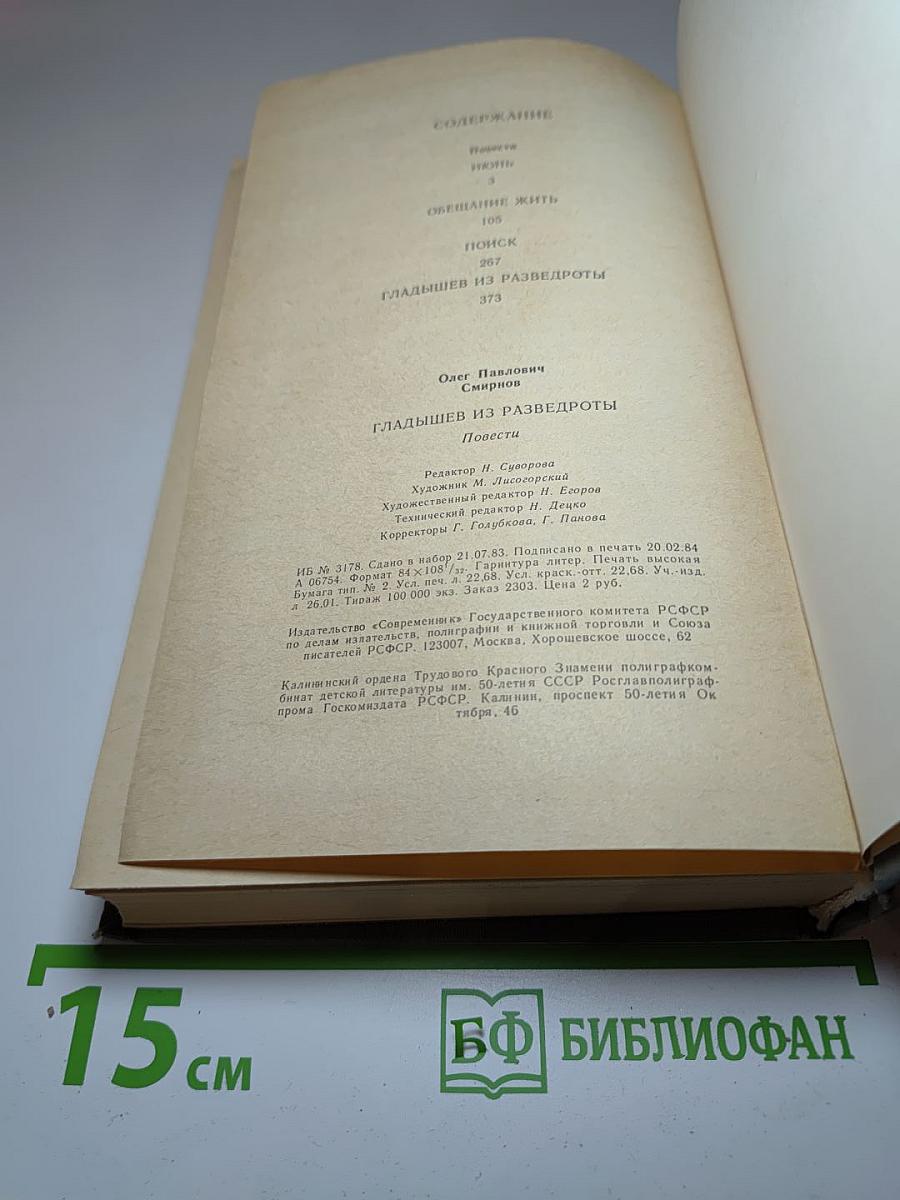 СОДЕРЖАНИЕ
Повести
ИЮНЬ
3
ОБЕЩАНИЕ ЖИТЬ
105
ПОИСК
267
ГЛАДЫШЕВ ИЗ РАЗВЕДРОТЫ
373
Олег Павлович
Смирнов
ГЛАДЫШЕВ ИЗ РАЗВЕДРОТЫ
Повести
Редактор Н. Суворова
Художник М. Лисогорский
Художественный редактор Н. Егоров
Технический редактор Н. Децко
Корректоры Г. Голубкова, Г. Панова
ИБ № 3178. Сдано в набор 21.07.83. Подписано в печать 20.02.84
А 06754. Формат 84×108¹/₃₂. Гарнитура литер. Печать высокая
Бумага тип. № 2. Усл. печ. л. 22,68. Усл. краск.-отт. 22,68. Уч.-изд.
л 26,01. Тираж 100 000 экз. Заказ 2303. Цена 2 руб.
Издательство «Современник» Государственного комитета РСФСР
по делам издательств, полиграфии и книжной торговли и Союза
писателей РСФСР. 123007, Москва, Хорошевское шоссе, 62
Калининский ордена Трудового Красного Знамени полиграфком-
бинат детской литературы им. 50-летия СССР Росглавполиграф-
прома Госкомиздата РСФСР. Калинин, проспект 50-летия Ок
тября, 46
15 см
БФ БИБЛИОФАН